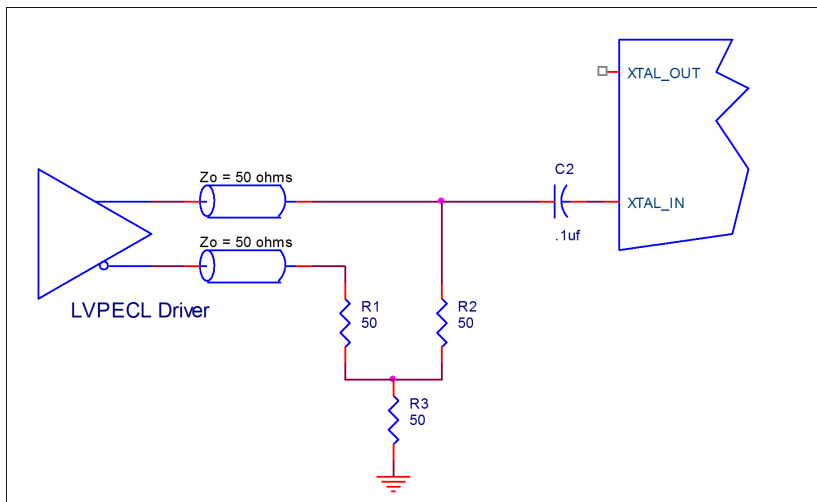 XTAL_OUT
Zo = 50 ohms
C2
.1uf
XTAL_IN
Zo = 50 ohms
LVPECL Driver
R1
50
R2
50
R3
50